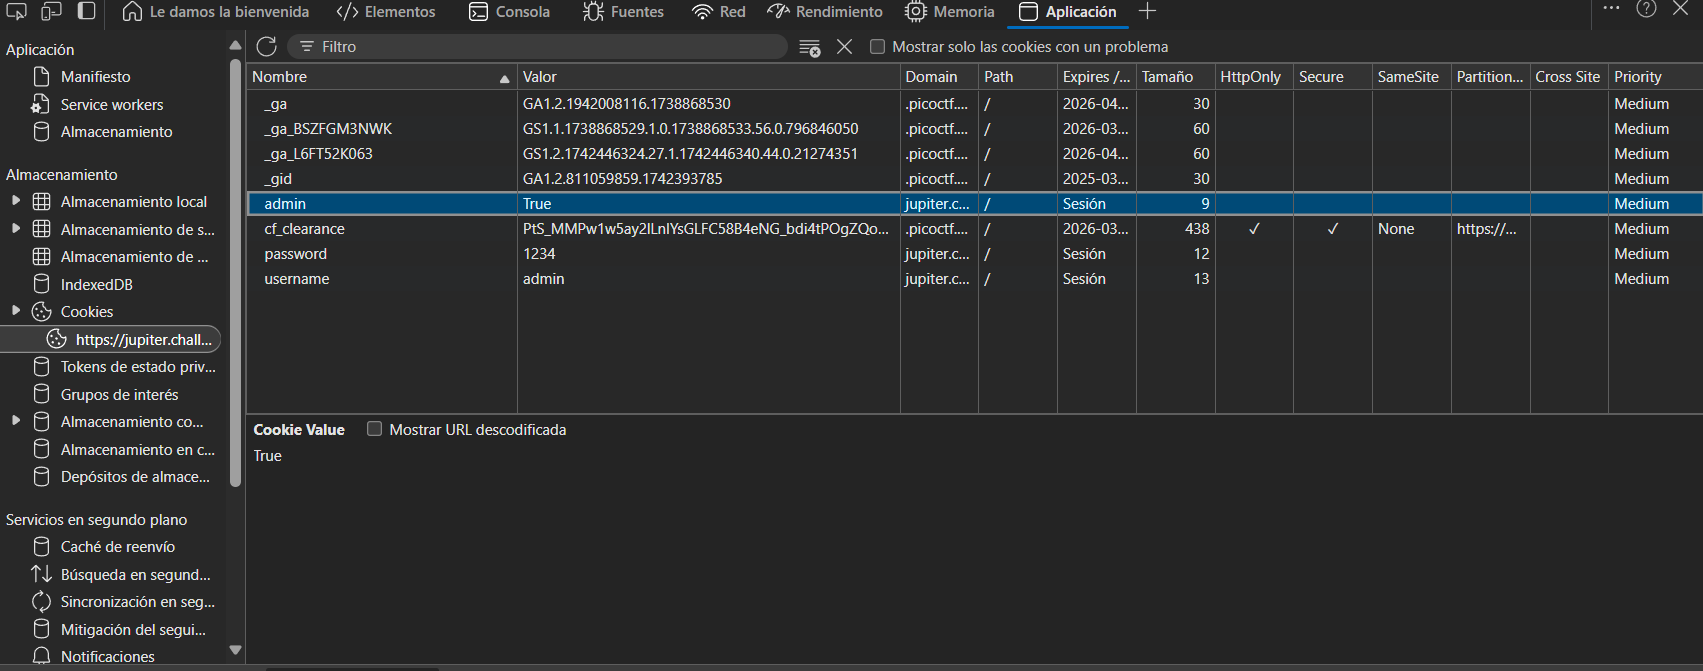 Le damos la bienvenida Elementos Consola Fuentes Red Rendimiento Memoria Aplicación
Aplicación
Manifiesto
Service workers
Almacenamiento
Almacenamiento
Almacenamiento local
Almacenamiento de s...
Almacenamiento de ...
IndexedDB
Cookies
https://jupiter.chall...
Tokens de estado priv...
Grupos de interés
Almacenamiento co...
Almacenamiento en c...
Depósitos de almace...
Servicios en segundo plano
Caché de reenvío
Búsqueda en segund...
Sincronización en seg...
Mitigación del segui...
Notificaciones
Filtro Mostrar solo las cookies con un problema
Nombre Valor Domain Path Expires /... Tamaño HttpOnly Secure SameSite Partition... Cross Site Priority
_ga GA1.2.1942008116.1738868530 .picoctf.... / 2026-04... 30 Medium
_ga_BSZFGM3NWK GS1.1.1738868529.1.0.1738868533.56.0.796846050 .picoctf.... / 2026-03... 60 Medium
_ga_L6FT52K063 GS1.2.1742446324.27.1.1742446340.44.0.21274351 .picoctf.... / 2026-04... 60 Medium
_gid GA1.2.811059859.1742393785 .picoctf.... / 2025-03... 30 Medium
admin True jupiter.c... / Sesión 9 Medium
cf_clearance .picoctf.... / 2026-03... 438 ✓ ✓ None https://... Medium
password 1234 jupiter.c... / Sesión 12 Medium
username admin jupiter.c... / Sesión 13 Medium
Cookie Value Mostrar URL descodificada
True